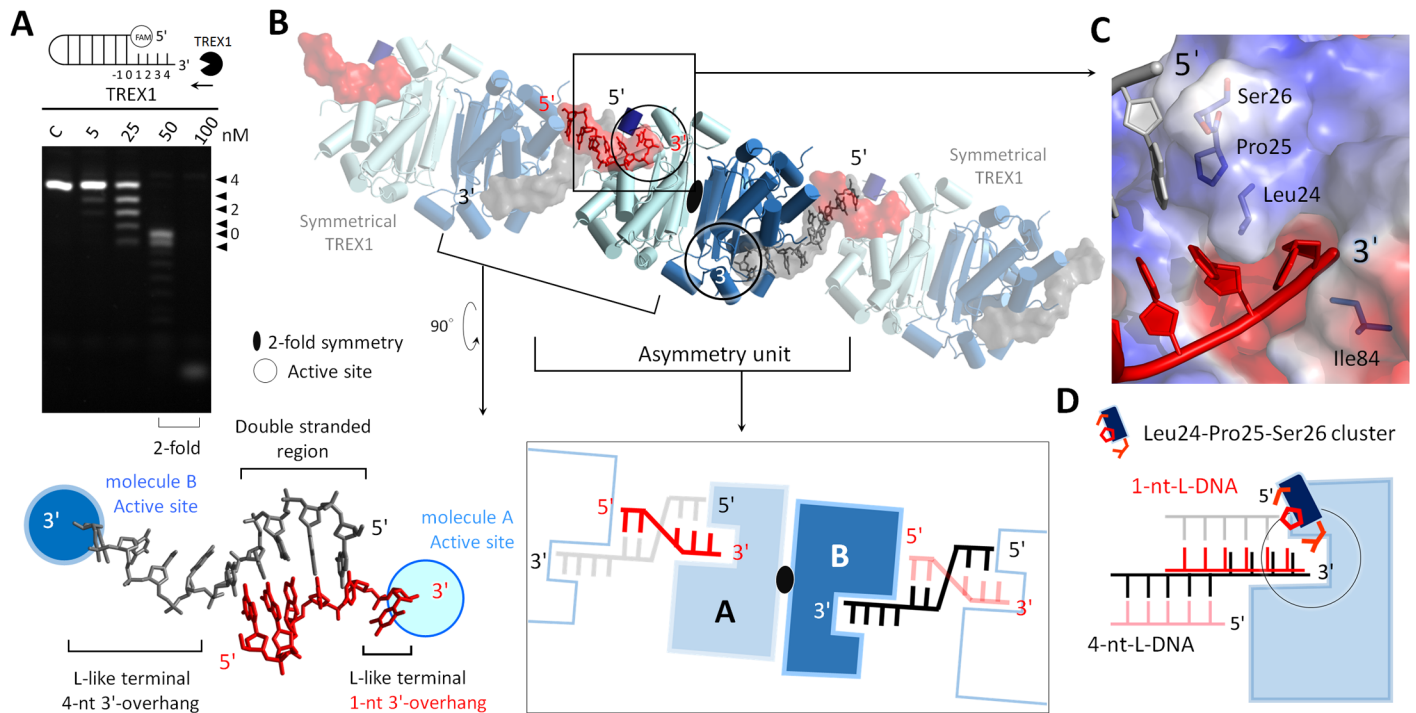 A
FAM
5'
TREX1
3'
-1 0 1 2 3 4
TREX1
C 5 25 50 100 nM
4
2
0
2-fold
B
5'
5'
3'
3'
Symmetrical
TREX1
5'
Symmetrical
TREX1
3'
90°
2-fold symmetry
Active site
Asymmetry unit
C
5'
Ser26
Pro25
Leu24
3'
Ile84
Double stranded
region
molecule B
Active site
3'
5'
molecule A
Active site
3'
5'
L-like terminal
4-nt 3'-overhang
L-like terminal
1-nt 3'-overhang
5'
5'
3'
3'
A
B
3'
5'
5'
3'
D
Leu24-Pro25-Ser26 cluster
1-nt-L-DNA
5'
3'
5'
4-nt-L-DNA